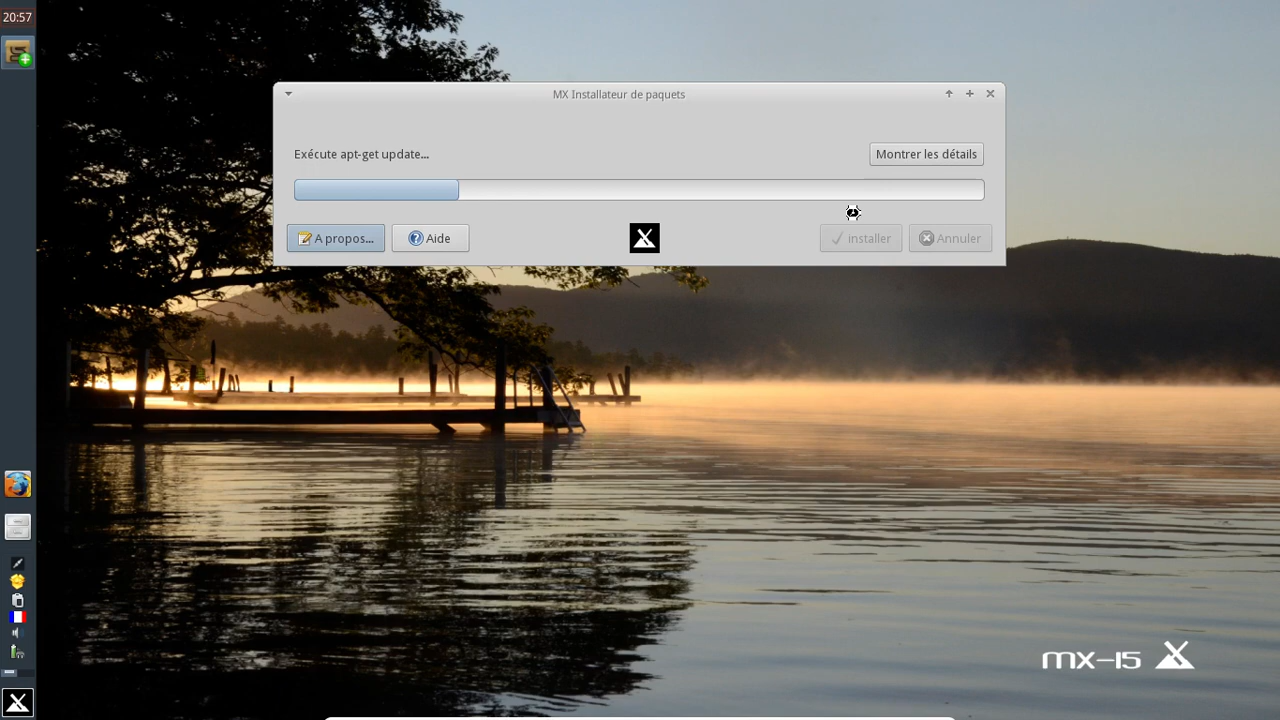 20:57
MX Installateur de paquets
Exécute apt-get update...
Montrer les détails
A propos...
Aide
installer
Annuler
mx-15